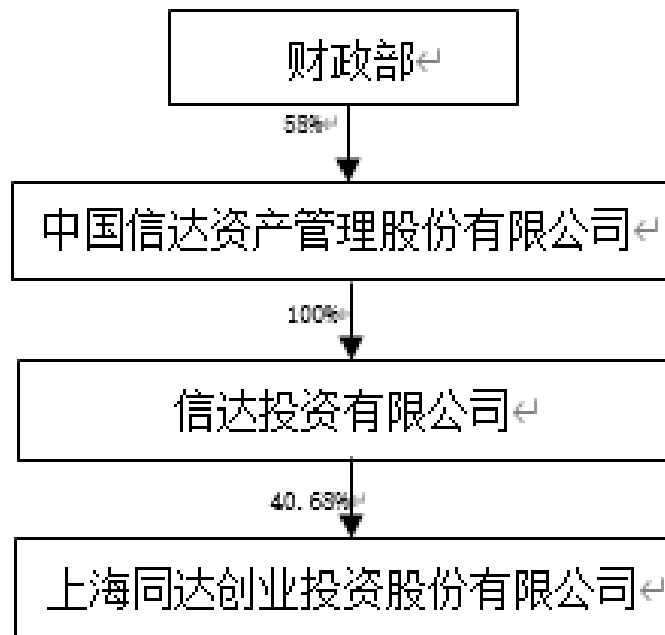 财政部
58%
中国信达资产管理股份有限公司
100%
信达投资有限公司
40.68%
上海同达创业投资股份有限公司